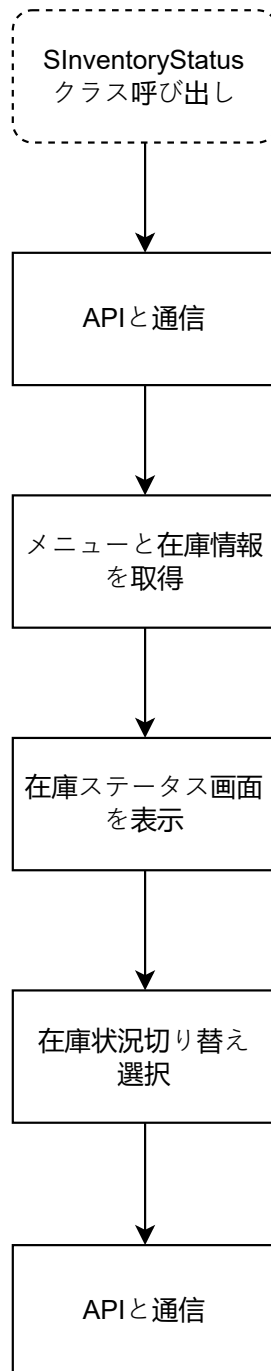 SInventoryStatus
クラス呼び出し
APIと通信
メニューと在庫情報
を取得
在庫ステータス画面
を表示
在庫状況切り替え
選択
APIと通信